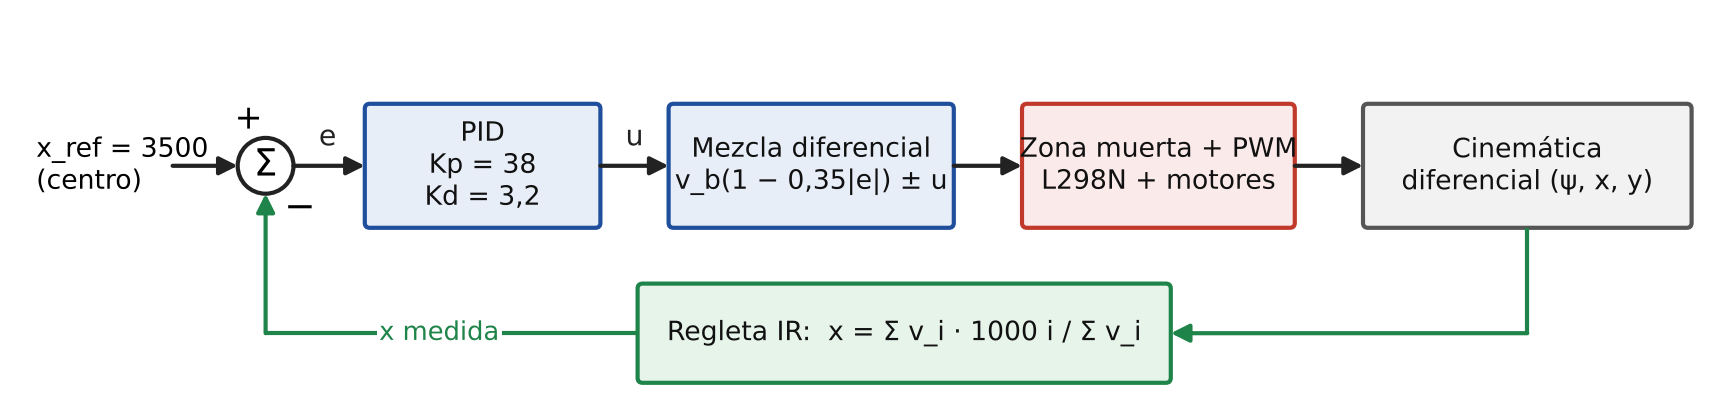 x_ref = 3500
(centro)
+
Σ
−
e
PID
Kp = 38
Kd = 3,2
u
Mezcla diferencial
v_b(1 − 0,35|e|) ± u
Zona muerta + PWM
L298N + motores
Cinemática
diferencial (ψ, x, y)
x medida
Regleta IR:  x = Σ v_i · 1000 i / Σ v_i